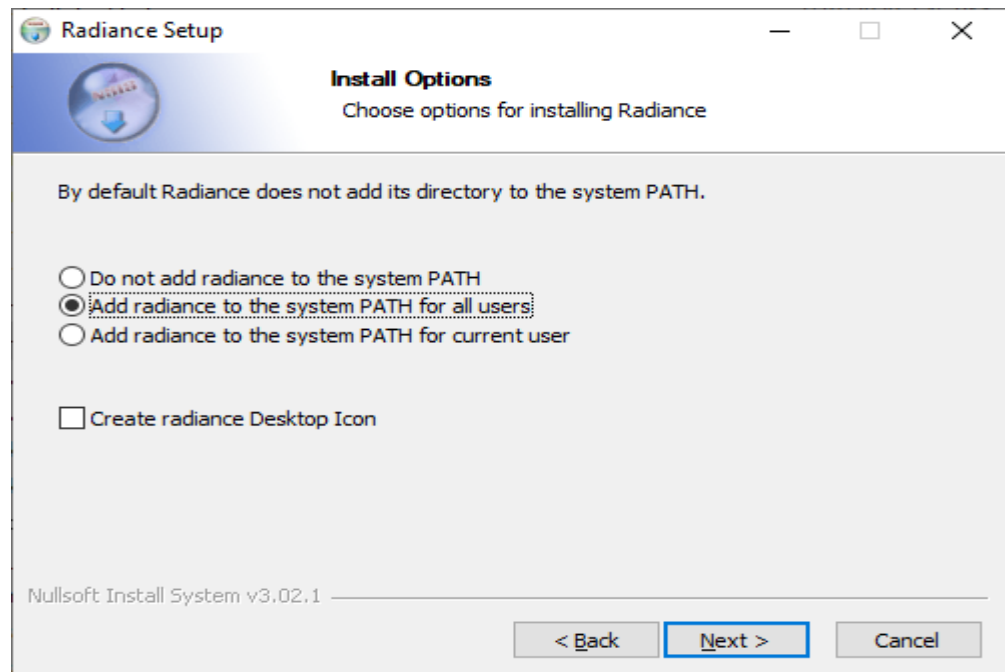 Radiance Setup
Install Options
Choose options for installing Radiance
By default Radiance does not add its directory to the system PATH.
Do not add radiance to the system PATH
Add radiance to the system PATH for all users
Add radiance to the system PATH for current user
Create radiance Desktop Icon
Nullsoft Install System v3.02.1
< Back Next > Cancel